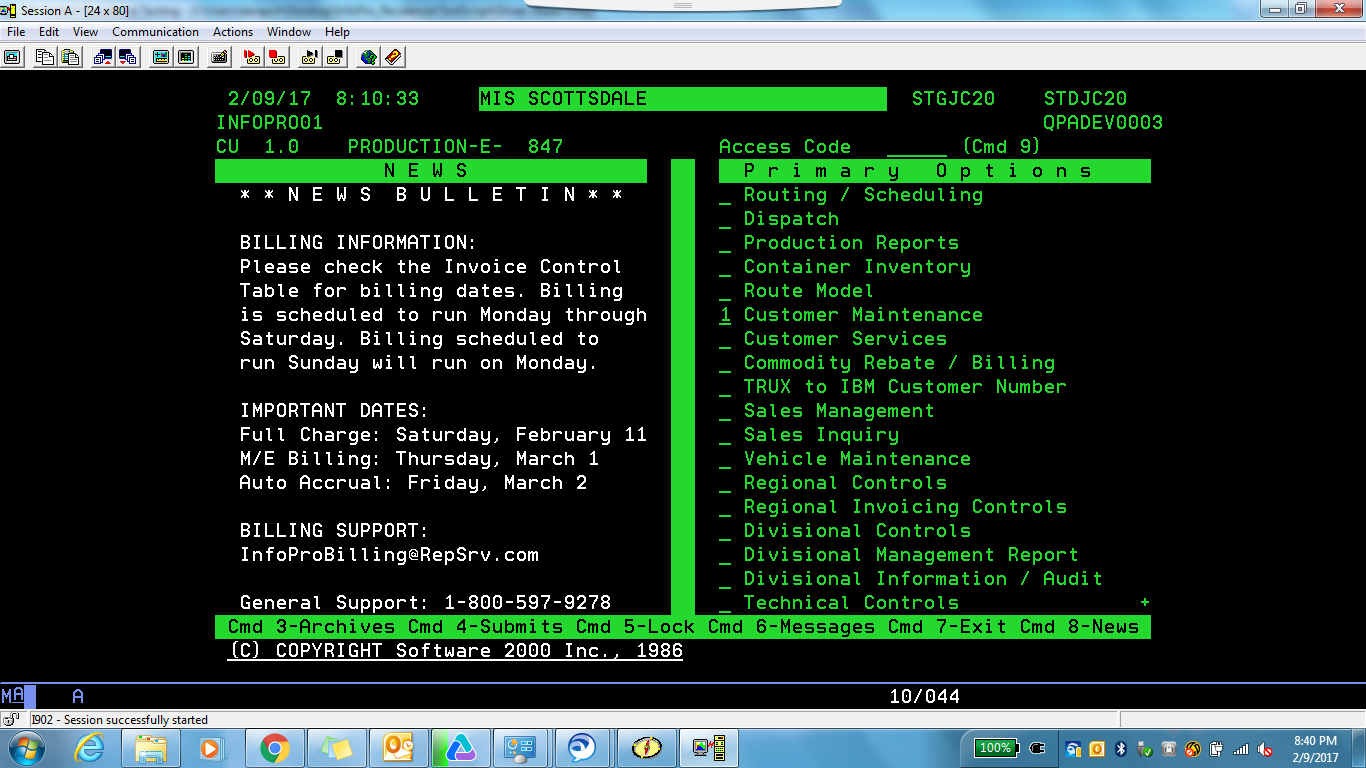 Session A - [24 x 80]
File Edit View Communication Actions Window Help
2/09/17 8:10:33 MIS SCOTTSDALE STGJC20 STDJC20
INFOPRO01 QPADEV0003
CU 1.0 PRODUCTION-E- 847 Access Code ______ (Cmd 9)
N E W S
* * N E W S B U L L E T I N * *
BILLING INFORMATION:
Please check the Invoice Control
Table for billing dates. Billing
is scheduled to run Monday through
Saturday. Billing scheduled to
run Sunday will run on Monday.
IMPORTANT DATES:
Full Charge: Saturday, February 11
M/E Billing: Thursday, March 1
Auto Accrual: Friday, March 2
BILLING SUPPORT:
InfoProBilling@RepSrv.com
General Support: 1-800-597-9278
P r i m a r y O p t i o n s
_ Routing / Scheduling
_ Dispatch
_ Production Reports
_ Container Inventory
_ Route Model
1 Customer Maintenance
_ Customer Services
_ Commodity Rebate / Billing
_ TRUX to IBM Customer Number
_ Sales Management
_ Sales Inquiry
_ Vehicle Maintenance
_ Regional Controls
_ Regional Invoicing Controls
_ Divisional Controls
_ Divisional Management Report
_ Divisional Information / Audit
_ Technical Controls +
Cmd 3-Archives Cmd 4-Submits Cmd 5-Lock Cmd 6-Messages Cmd 7-Exit Cmd 8-News
(C) COPYRIGHT Software 2000 Inc., 1986
MA A 10/044
I902 - Session successfully started
100%
8:40 PM
2/9/2017